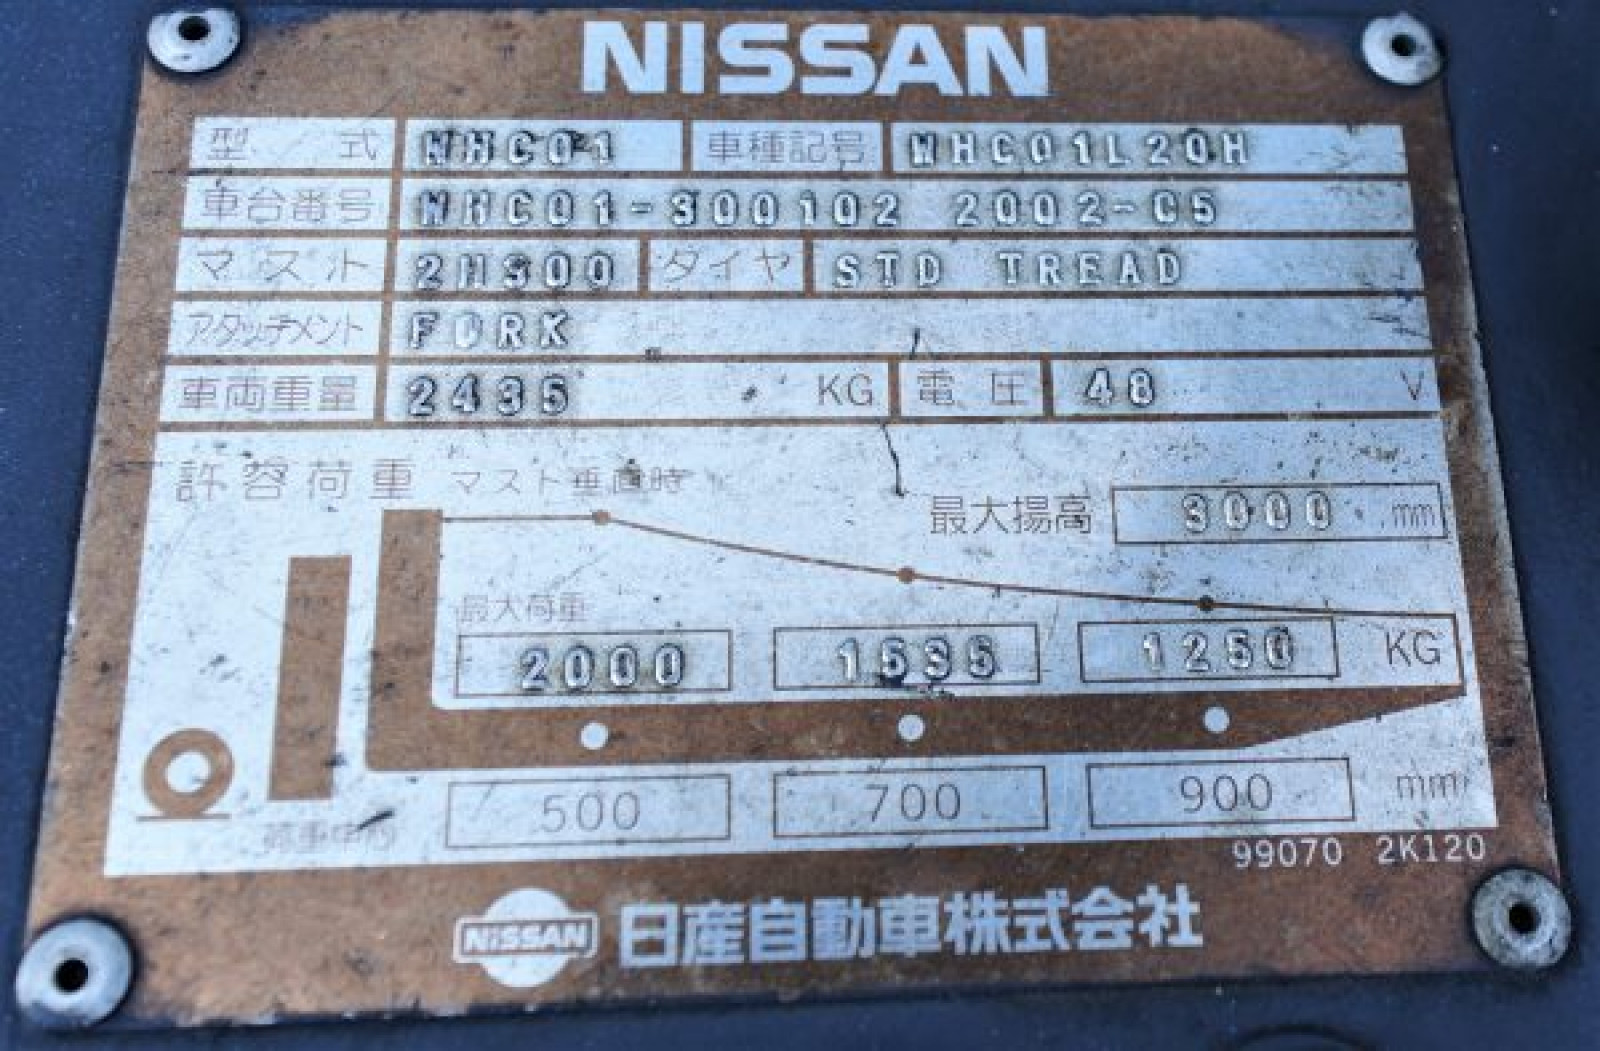 NISSAN
型 式 WHC01 車種記号 WHC01L20H
車台番号 WHC01-300102 2002-05
マスト 2H300 タイヤ STD TREAD
アタッチメント FORK
車両重量 2435 KG 電圧 48 V
許容荷重 マスト垂直時
最大揚高 3000 mm
最大荷重
2000 1535 1250 KG
荷重中心 500 700 900 mm
99070 2K120
NISSAN 日産自動車株式会社